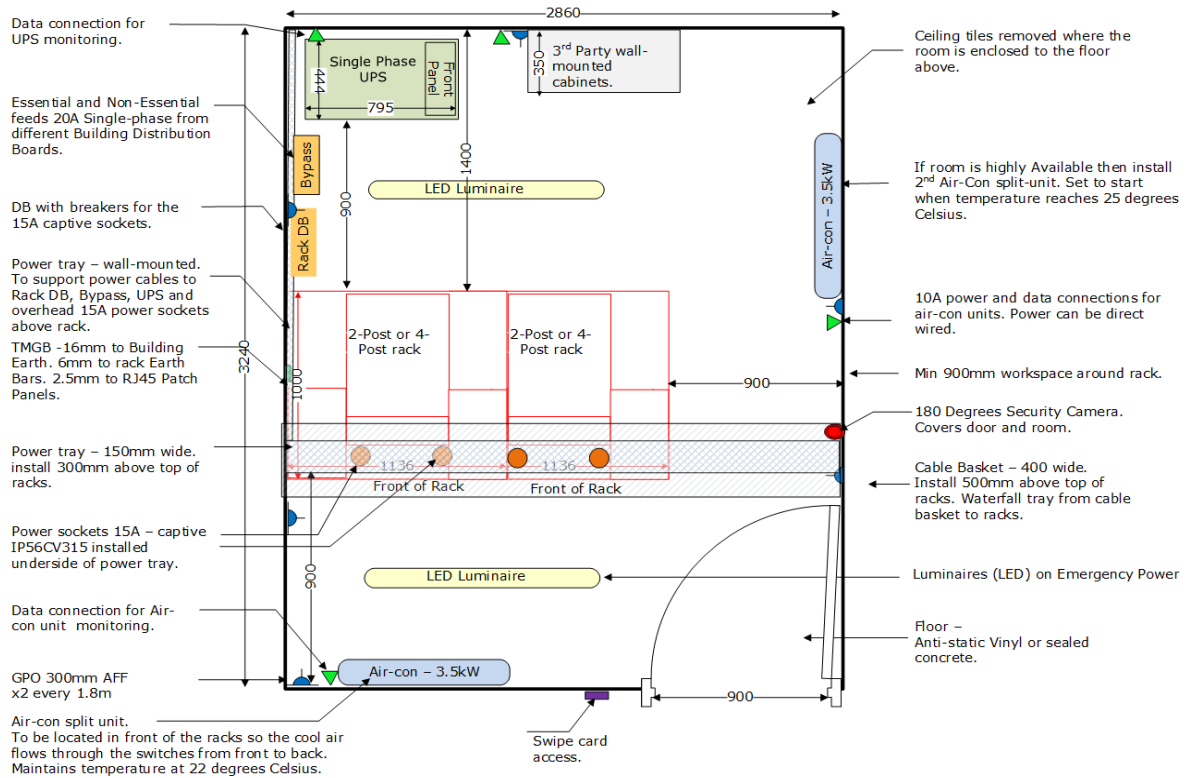 2860
Data connection for
UPS monitoring.
Essential and Non-Essential
feeds 20A Single-phase from
different Building Distribution
Boards.
DB with breakers for the
15A captive sockets.
Power tray – wall-mounted.
To support power cables to
Rack DB, Bypass, UPS and
overhead 15A power sockets
above rack.
TMGB -16mm to Building
Earth. 6mm to rack Earth
Bars. 2.5mm to RJ45 Patch
Panels.
Power tray – 150mm wide.
install 300mm above top of
racks.
Power sockets 15A – captive
IP56CV315 installed
underside of power tray.
Data connection for Air-
con unit monitoring.
GPO 300mm AFF
x2 every 1.8m
Air-con split unit.
To be located in front of the racks so the cool air
flows through the switches from front to back.
Maintains temperature at 22 degrees Celsius.
3240
Single Phase
UPS
Front
Panel
444
795
3rd Party wall-
mounted
cabinets.
350
Bypass
Rack DB
900
1400
LED Luminaire
Air-con – 3.5kW
2-Post or 4-
Post rack
2-Post or 4-
Post rack
1000
900
1136
1136
Front of Rack
Front of Rack
900
LED Luminaire
Air-con – 3.5kW
900
Swipe card
access.
Ceiling tiles removed where the
room is enclosed to the floor
above.
If room is highly Available then install
2nd Air-Con split-unit. Set to start
when temperature reaches 25 degrees
Celsius.
10A power and data connections for
air-con units. Power can be direct
wired.
Min 900mm workspace around rack.
180 Degrees Security Camera.
Covers door and room.
Cable Basket – 400 wide.
Install 500mm above top of
racks. Waterfall tray from cable
basket to racks.
Luminaires (LED) on Emergency Power
Floor –
Anti-static Vinyl or sealed
concrete.